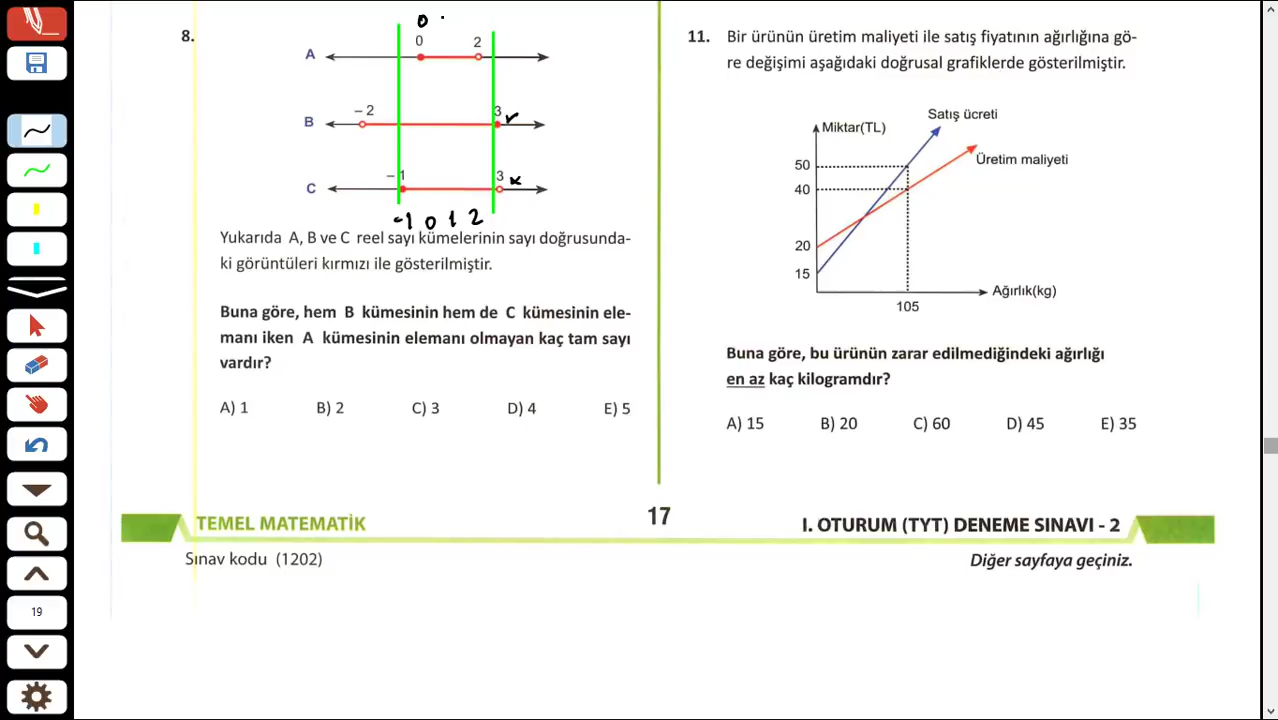 8.
0
0 2
A
– 2 3
B
– 1 3
C
-1 0 1 2
Yukarıda A, B ve C reel sayı kümelerinin sayı doğrusunda-
ki görüntüleri kırmızı ile gösterilmiştir.
Buna göre, hem B kümesinin hem de C kümesinin ele-
manı iken A kümesinin elemanı olmayan kaç tam sayı
vardır?
A) 1 B) 2 C) 3 D) 4 E) 5
11. Bir ürünün üretim maliyeti ile satış fiyatının ağırlığına gö-
re değişimi aşağıdaki doğrusal grafiklerde gösterilmiştir.
Satış ücreti
Miktar(TL)
Üretim maliyeti
50
40
20
15
Ağırlık(kg)
105
Buna göre, bu ürünün zarar edilmediğindeki ağırlığı
en az kaç kilogramdır?
A) 15 B) 20 C) 60 D) 45 E) 35
TEMEL MATEMATİK
17
I. OTURUM (TYT) DENEME SINAVI - 2
Sınav kodu (1202)
Diğer sayfaya geçiniz.
19